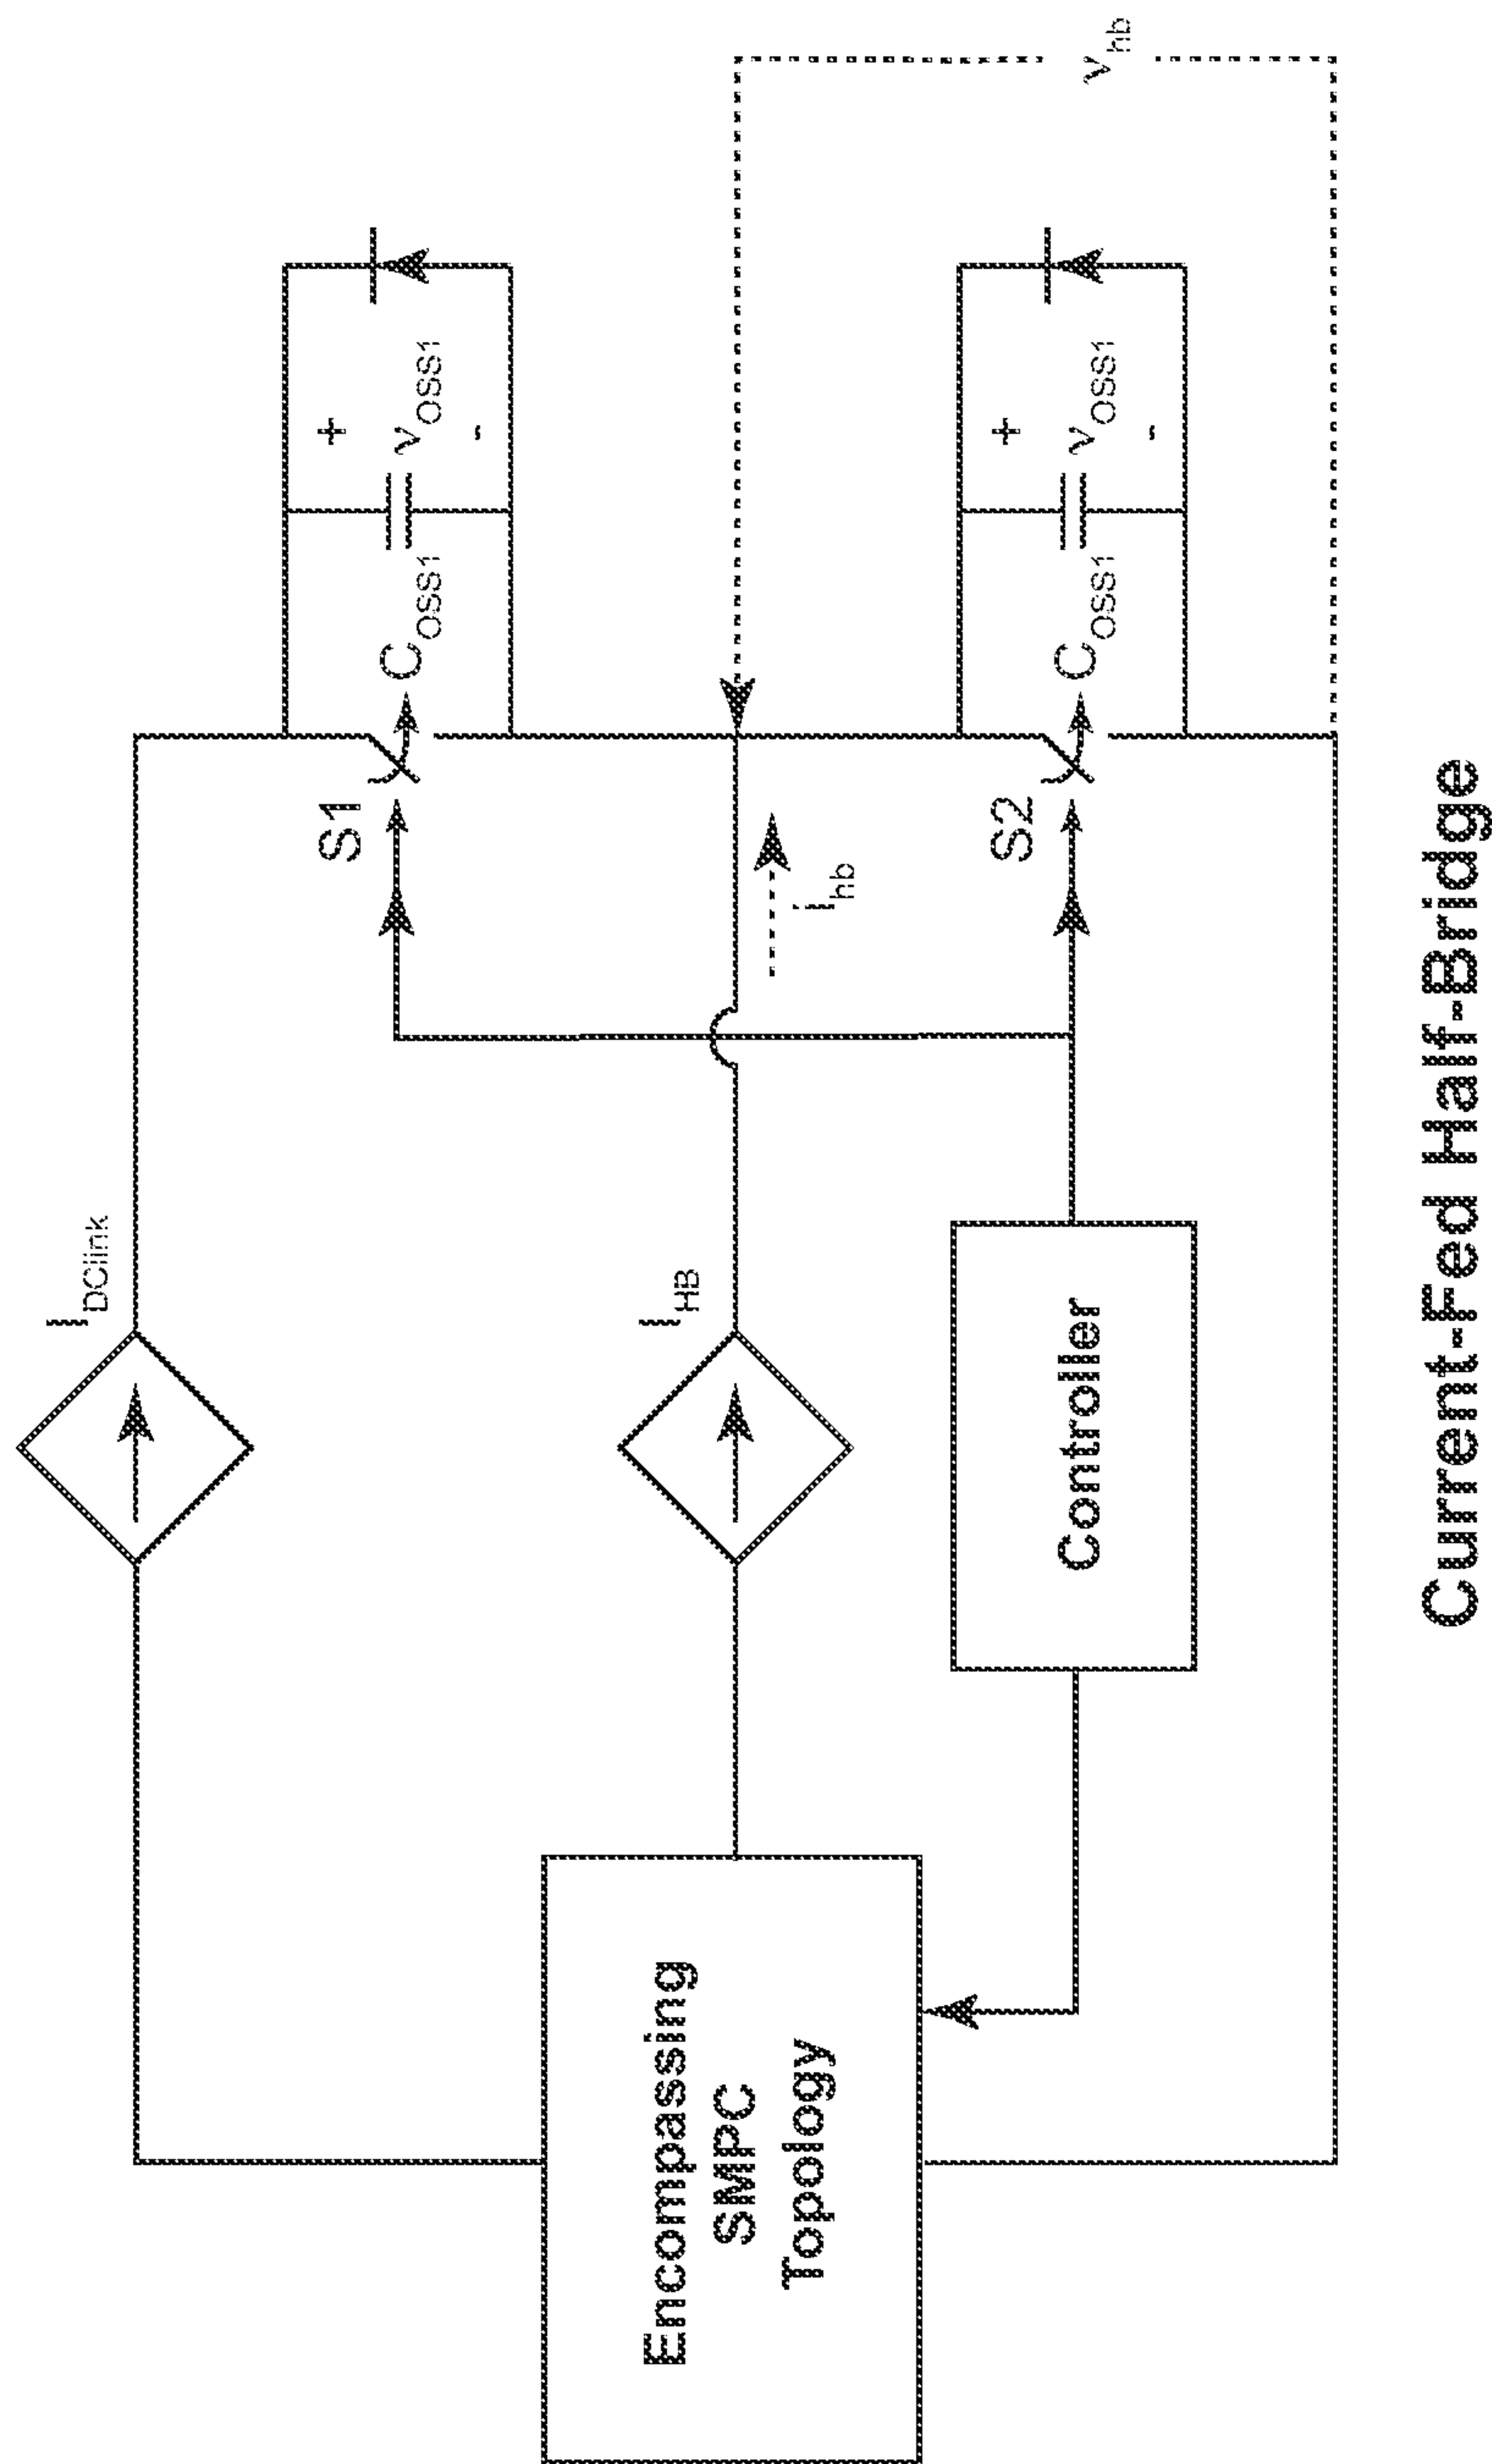 I_DClink
S1
C_OSS1
+
v_OSS1
-
I_HB
i_hb
v_hb
S2
C_OSS1
+
v_OSS1
-
Encompassing
SMPC
Topology
Controller
Current-Fed Half-Bridge